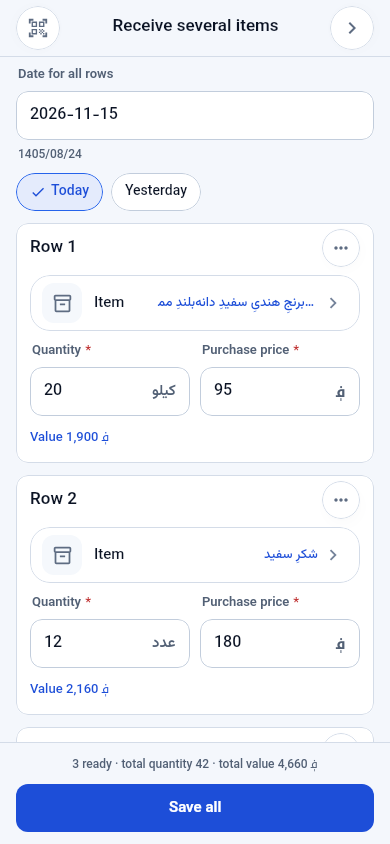 Receive several items
Date for all rows
2026-11-15
1405/08/24
Today
Yesterday
Row 1
Item
برنجِ هندیِ سفیدِ دانه‌بلندِ مم...
Quantity *
Purchase price *
20 کیلو
95 ؋
Value 1,900 ؋
Row 2
Item
شکرِ سفید
Quantity *
Purchase price *
12 عدد
180 ؋
Value 2,160 ؋
3 ready · total quantity 42 · total value 4,660 ؋
Save all